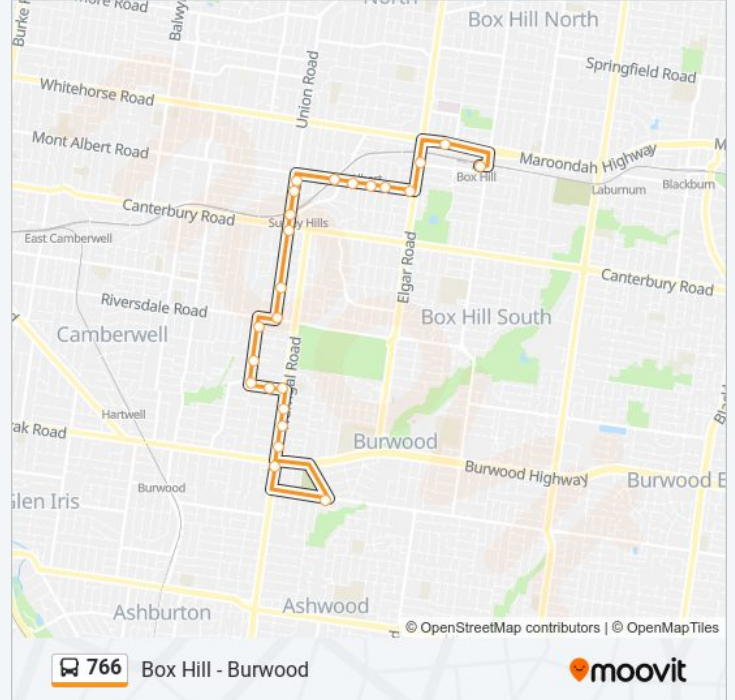 North
Box Hill North
Springfield Road
Union Road
Whitehorse Road
Mont Albert Road
Maroondah Highway
Box Hill
Laburnum
Blackburn
Canterbury Road
East Camberwell
Elgar Road
Canterbury Road
Riversdale Road
Box Hill South
Camberwell
Hartwell
Burwood
Burwood Highway
Burwood E
Glen Iris
Burwood
Ashburton
Ashwood
© OpenStreetMap contributors | © OpenMapTiles
766 Box Hill - Burwood
moovit